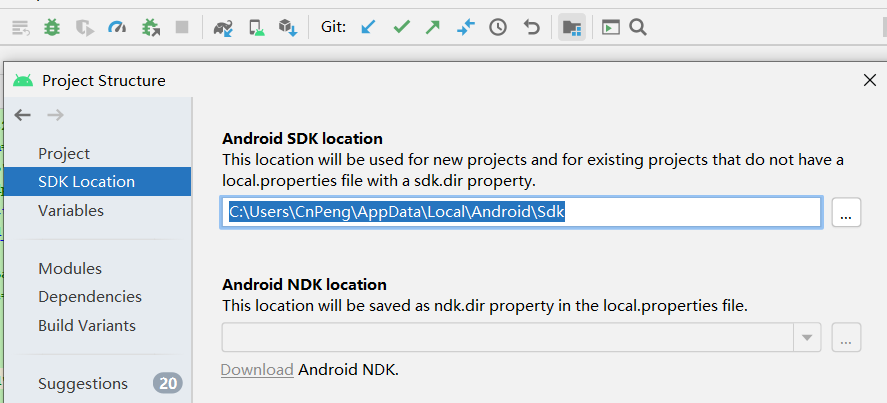 Git:
Project Structure
Project
SDK Location
Variables
Modules
Dependencies
Build Variants
Suggestions 20
Android SDK location
This location will be used for new projects and for existing projects that do not have a
local.properties file with a sdk.dir property.
C:\Users\CnPeng\AppData\Local\Android\Sdk
...
Android NDK location
This location will be saved as ndk.dir property in the local.properties file.
...
Download Android NDK.